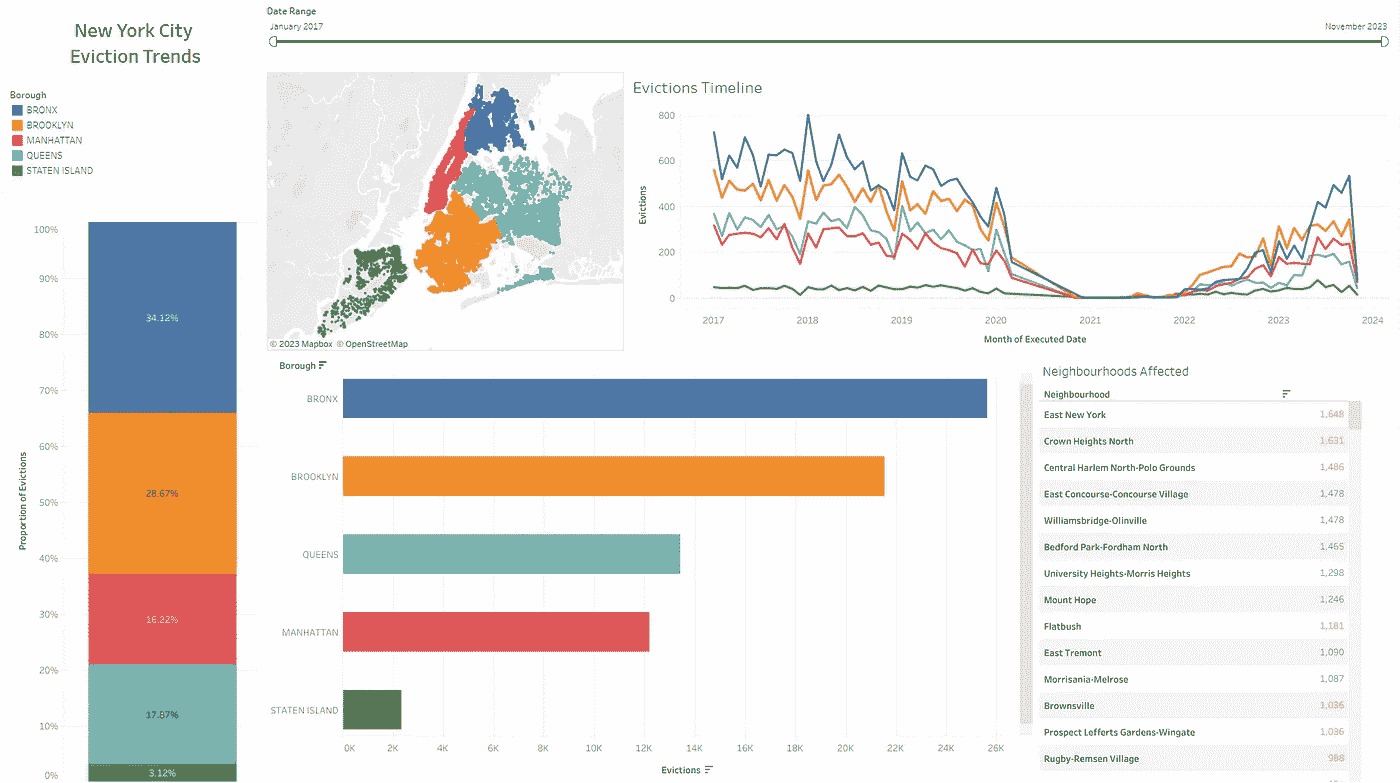 New York City
Eviction Trends
Date Range
January 2017
November 2023
Borough
BRONX
BROOKLYN
MANHATTAN
QUEENS
STATEN ISLAND
100%
90%
80%
70%
60%
50%
40%
30%
20%
10%
0%
Proportion of Evictions
34.12%
28.67%
16.22%
17.87%
3.12%
© 2023 Mapbox © OpenStreetMap
Evictions Timeline
800
600
400
200
0
Evictions
2017
2018
2019
2020
2021
2022
2023
2024
Month of Executed Date
Borough
BRONX
BROOKLYN
QUEENS
MANHATTAN
STATEN ISLAND
0K
2K
4K
6K
8K
10K
12K
14K
16K
18K
20K
22K
24K
26K
Evictions
Neighbourhoods Affected
Neighbourhood
East New York 1,648
Crown Heights North 1,631
Central Harlem North-Polo Grounds 1,486
East Concourse-Concourse Village 1,478
Williamsbridge-Olinville 1,478
Bedford Park-Fordham North 1,465
University Heights-Morris Heights 1,298
Mount Hope 1,246
Flatbush 1,181
East Tremont 1,090
Morrisania-Melrose 1,087
Brownsville 1,036
Prospect Lefferts Gardens-Wingate 1,036
Rugby-Remsen Village 988